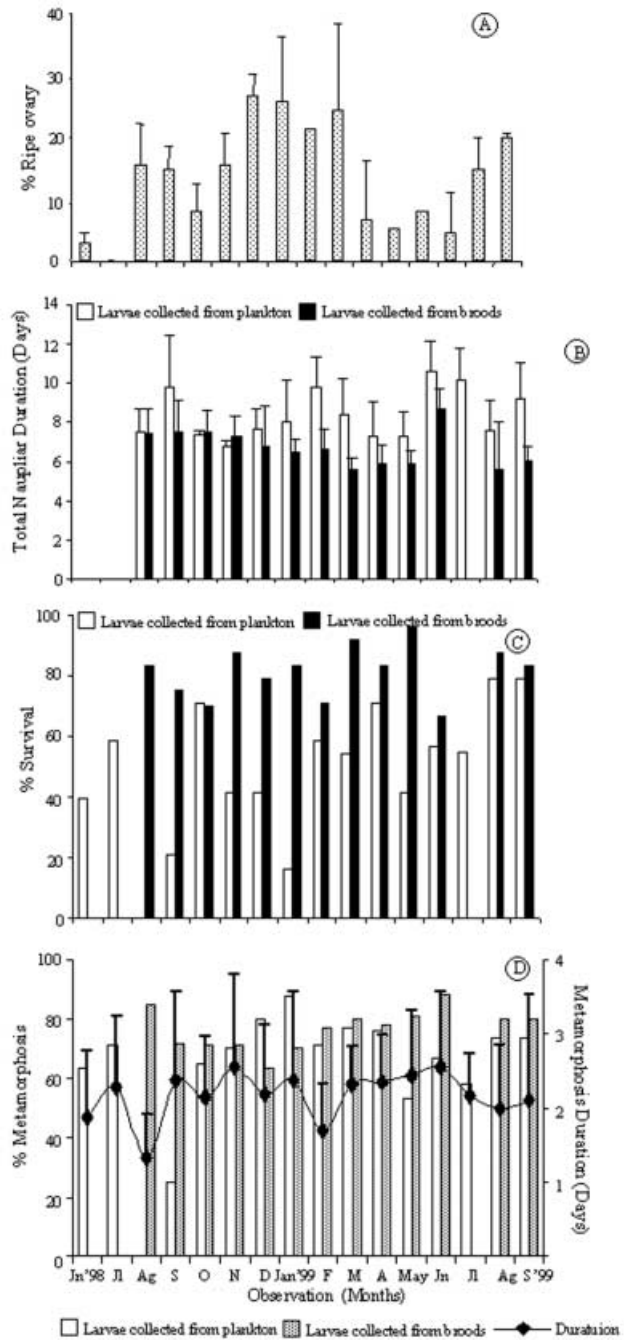 A
% Ripe ovary
40
30
20
10
0
B
Larvae collected from plankton Larvae collected from broods
Total Naupliar Duration (Days)
14
12
10
8
6
4
2
0
C
Larvae collected from plankton Larvae collected from broods
% Survival
100
80
60
40
20
0
D
% Metamorphosis
100
80
60
40
20
0
4
3
2
1
0
Metamorphosis Duration (Days)
Jn'98 Jl Ag S O N D Jan'99 F M A May Jn Jl Ag S'99
Observation (Months)
Larvae collected from plankton Larvae collected from broods Duratuion